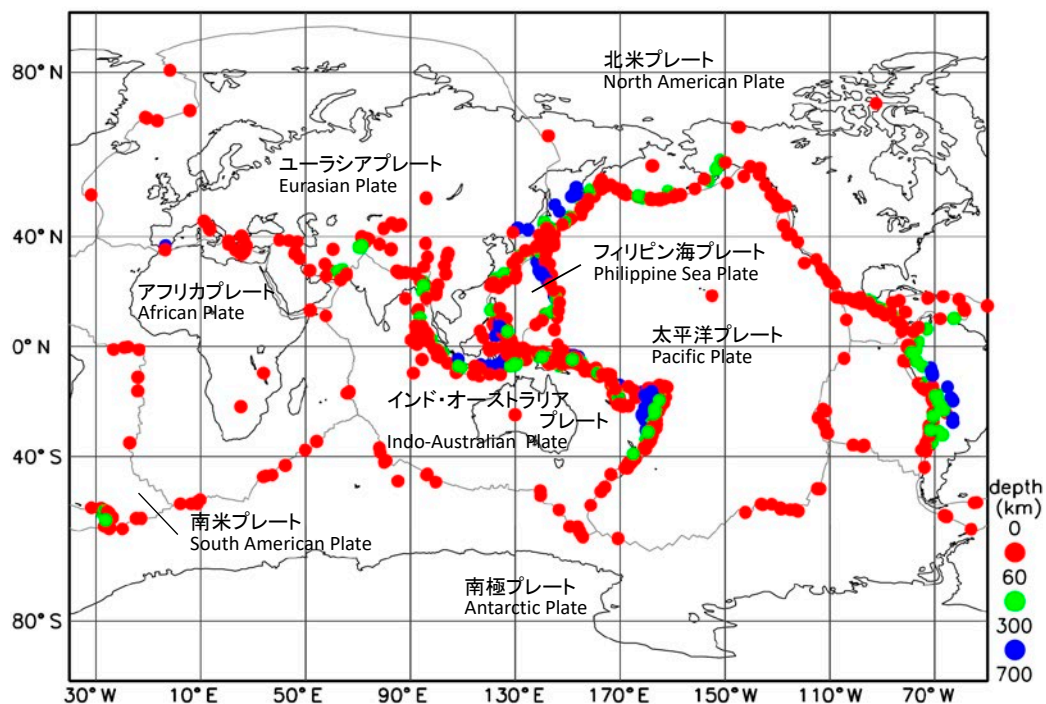 北米プレート
North American Plate
80°N
ユーラシアプレート
Eurasian Plate
40°N
フィリピン海プレート
Philippine Sea Plate
アフリカプレート
African Plate
太平洋プレート
Pacific Plate
0°N
インド・オーストラリア
プレート
Indo-Australian Plate
40°S
南米プレート
South American Plate
南極プレート
Antarctic Plate
80°S
depth
(km)
0
60
300
700
30°W 10°E 50°E 90°E 130°E 170°E 150°W 110°W 70°W